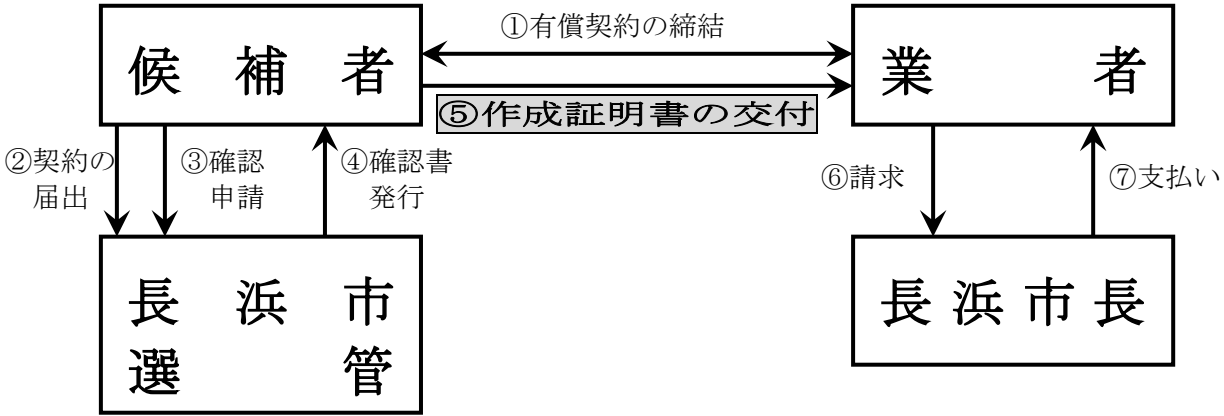 ①有償契約の締結
候補者
業者
⑤作成証明書の交付
②契約の
届出
③確認
申請
④確認書
発行
⑥請求
⑦支払い
長浜市
選管
長浜市長